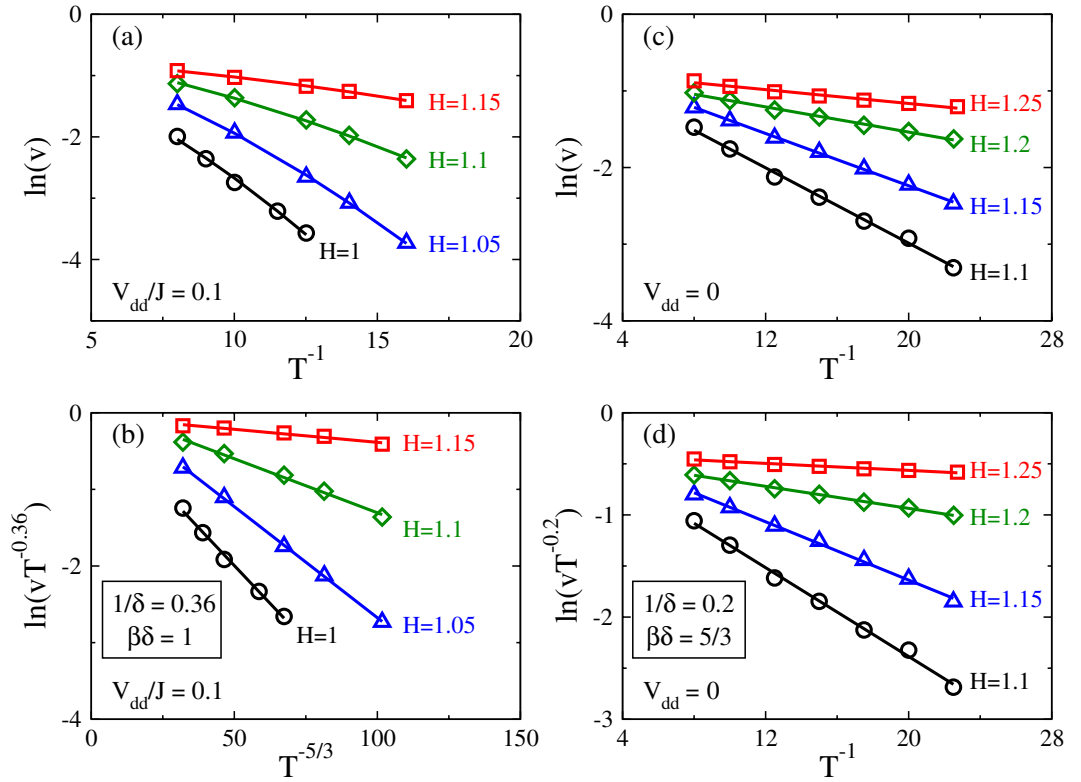 (a)
0
-2
-4
ln(v)
H=1.15
H=1.1
H=1.05
H=1
V_dd/J = 0.1
5 10 15 20
T^-1
(c)
0
-2
-4
ln(v)
H=1.25
H=1.2
H=1.15
H=1.1
V_dd = 0
4 12 20 28
T^-1
(b)
0
-2
-4
ln(vT^-0.36)
H=1.15
H=1.1
H=1.05
H=1
1/δ = 0.36
βδ = 1
V_dd/J = 0.1
0 50 100 150
T^-5/3
(d)
0
-1
-2
-3
ln(vT^-0.2)
H=1.25
H=1.2
H=1.15
H=1.1
1/δ = 0.2
βδ = 5/3
V_dd = 0
4 12 20 28
T^-1